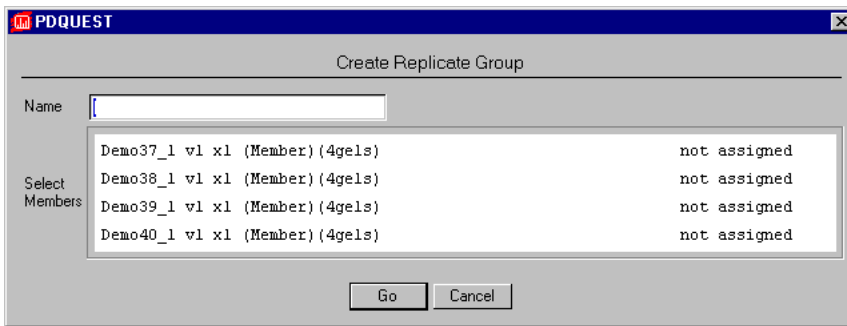 PDQUEST
Create Replicate Group
Name
Demo37_1 v1 x1 (Member)(4gels) not assigned
Demo38_1 v1 x1 (Member)(4gels) not assigned
Select
Members
Demo39_1 v1 x1 (Member)(4gels) not assigned
Demo40_1 v1 x1 (Member)(4gels) not assigned
Go Cancel